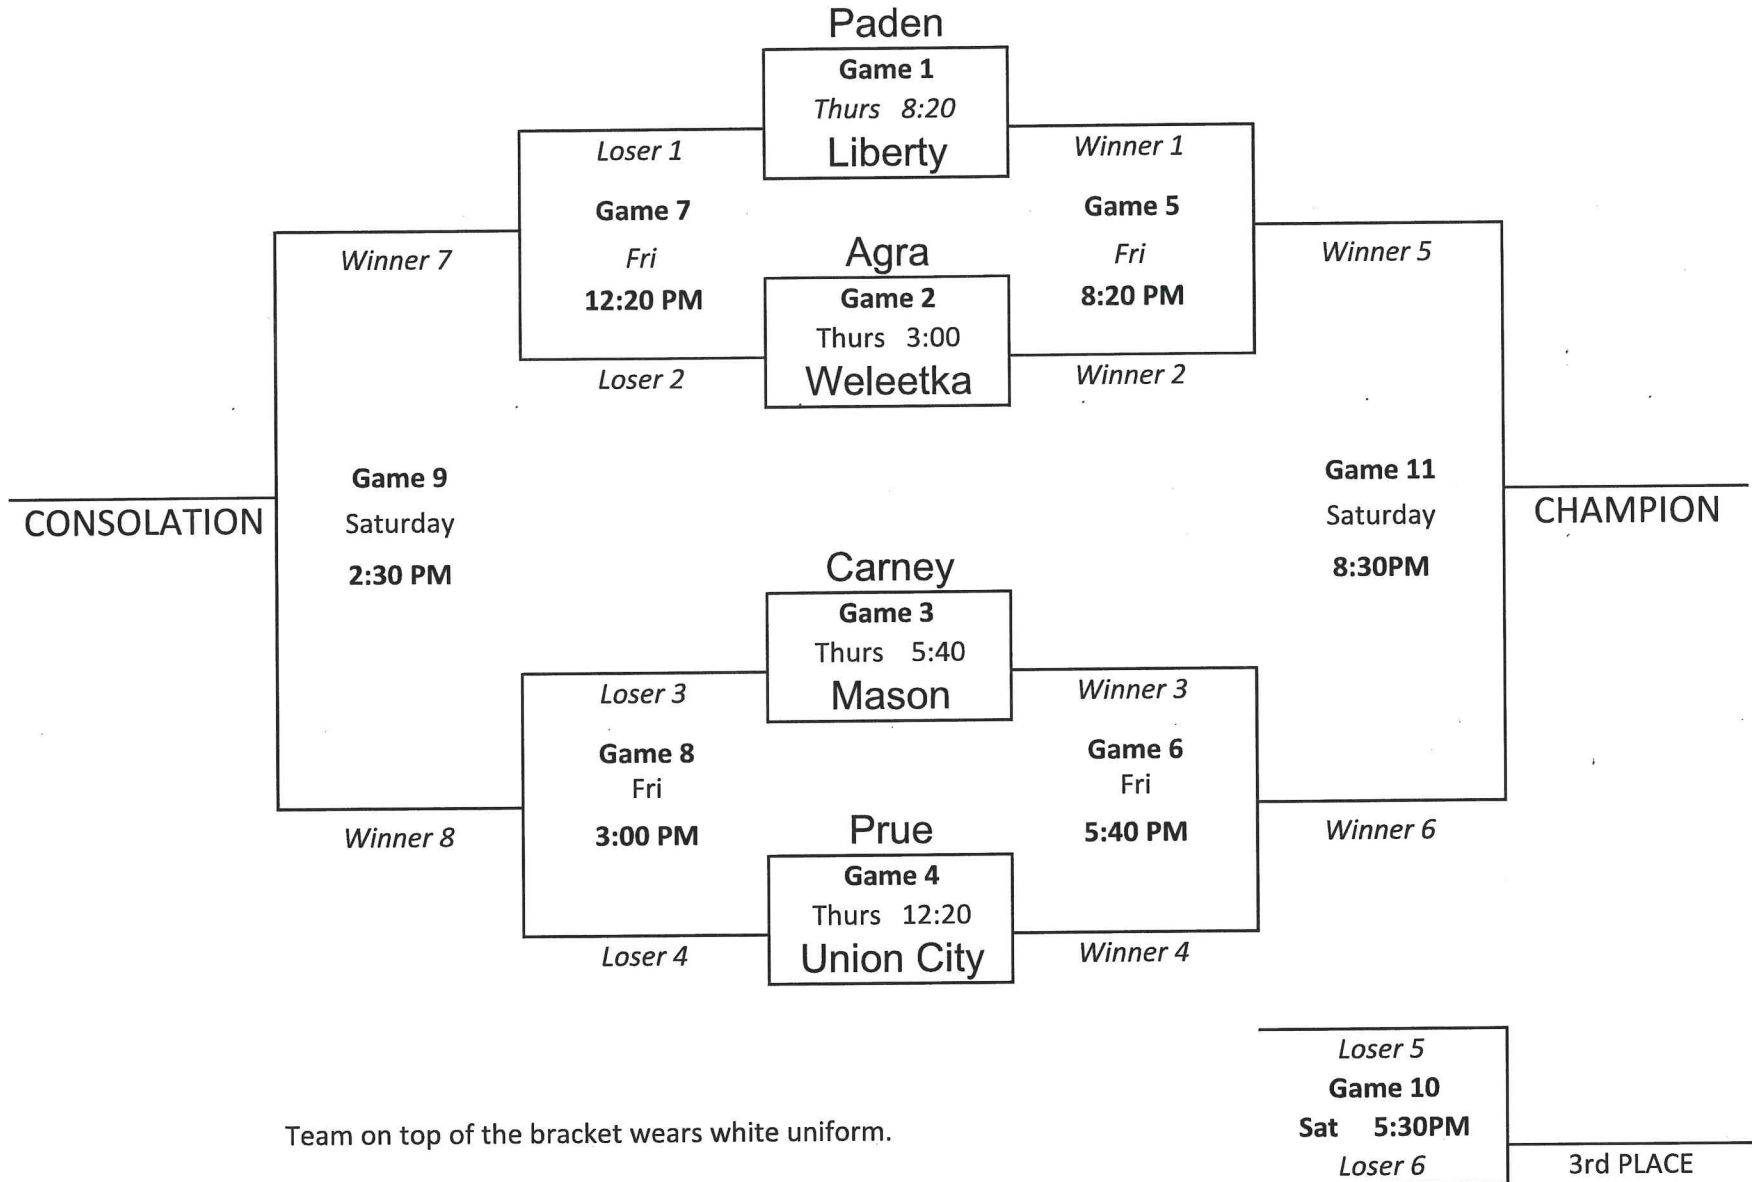 Paden
Game 1
Thurs 8:20
Liberty
Loser 1
Winner 1
Game 7
Fri
12:20 PM
Game 5
Fri
8:20 PM
Winner 7
Winner 5
Agra
Game 2
Thurs 3:00
Weleetka
Loser 2
Winner 2
Game 9
Saturday
2:30 PM
Game 11
Saturday
8:30PM
CONSOLATION
CHAMPION
Carney
Game 3
Thurs 5:40
Mason
Loser 3
Winner 3
Game 8
Fri
3:00 PM
Game 6
Fri
5:40 PM
Winner 8
Winner 6
Prue
Game 4
Thurs 12:20
Union City
Loser 4
Winner 4
Loser 5
Game 10
Sat 5:30PM
Loser 6
3rd PLACE
Team on top of the bracket wears white uniform.